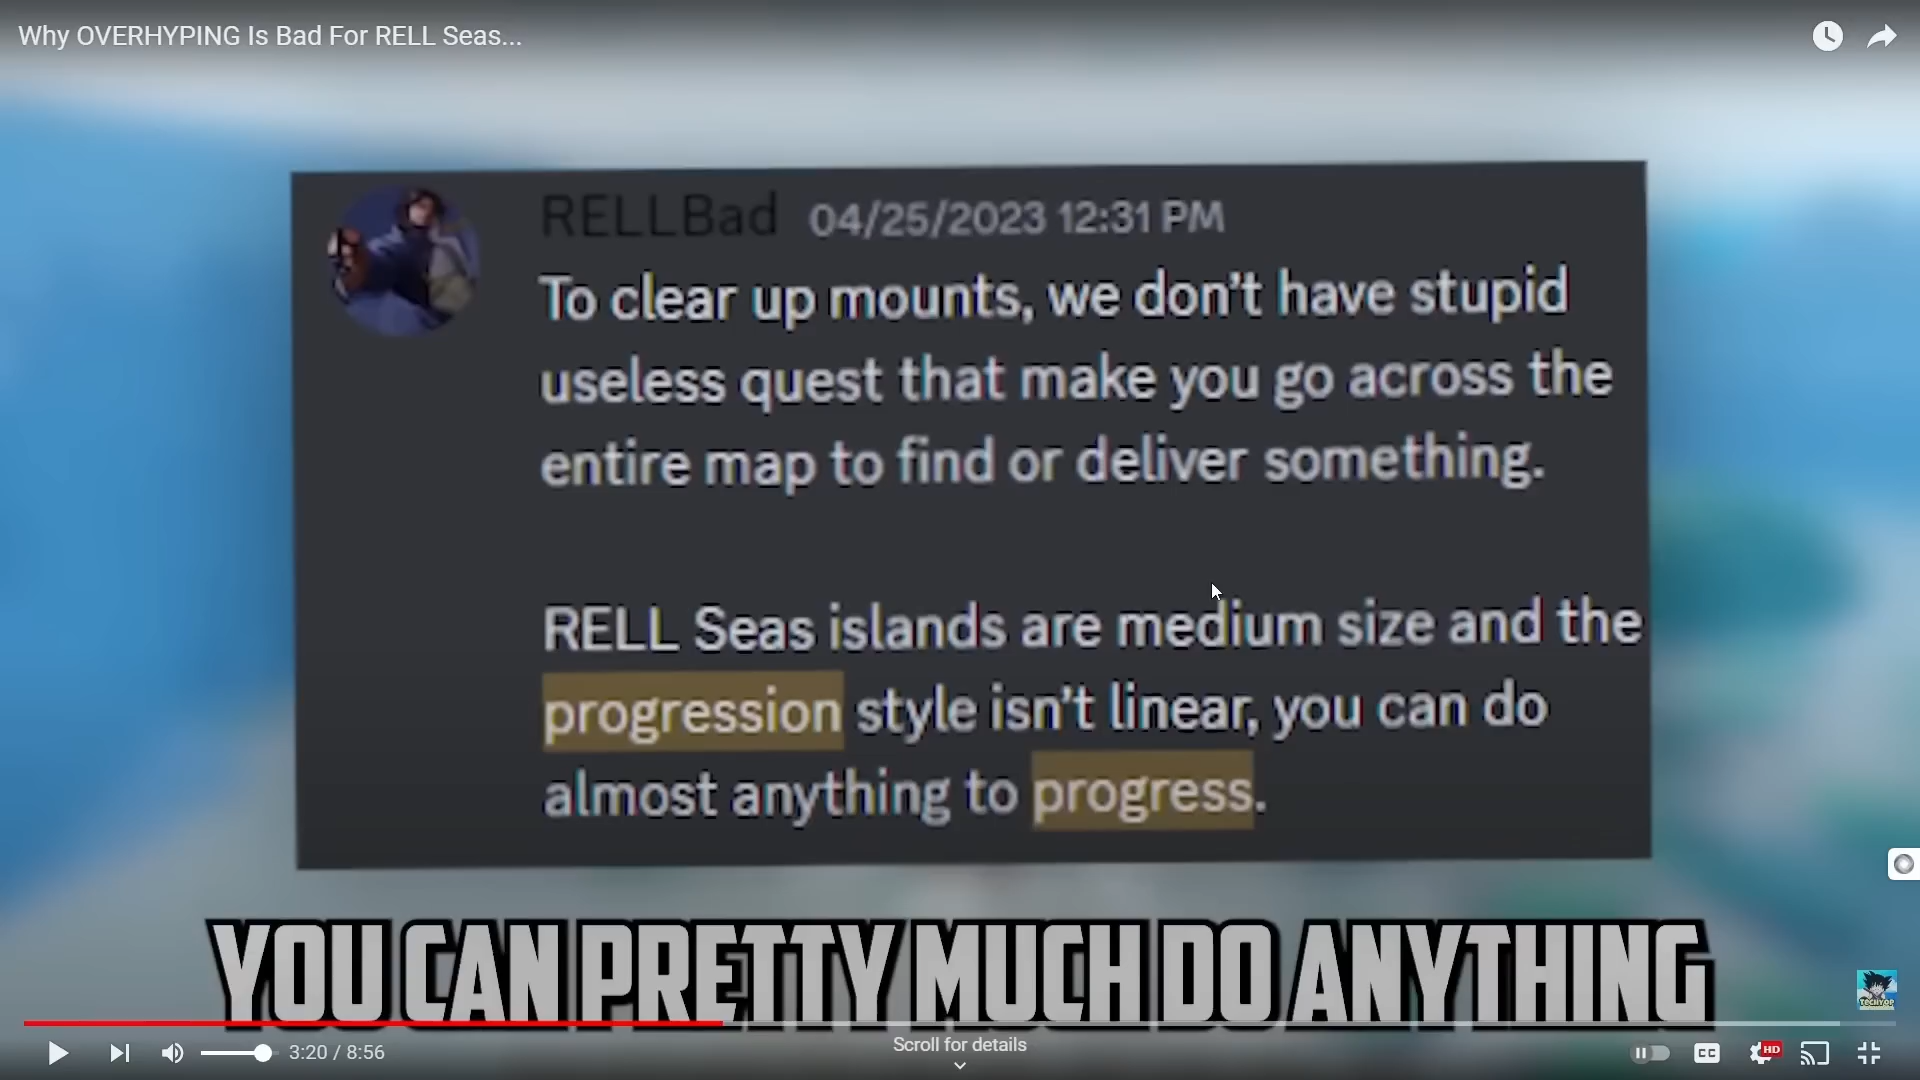 Why OVERHYPING Is Bad For RELL Seas...
RELLBad 04/25/2023 12:31 PM
To clear up mounts, we don't have stupid
useless quest that make you go across the
entire map to find or deliver something.
RELL Seas islands are medium size and the
progression style isn't linear, you can do
almost anything to progress.
YOU CAN PRETTY MUCH DO ANYTHING
TECHYOP
3:20 / 8:56
Scroll for details
CC
HD